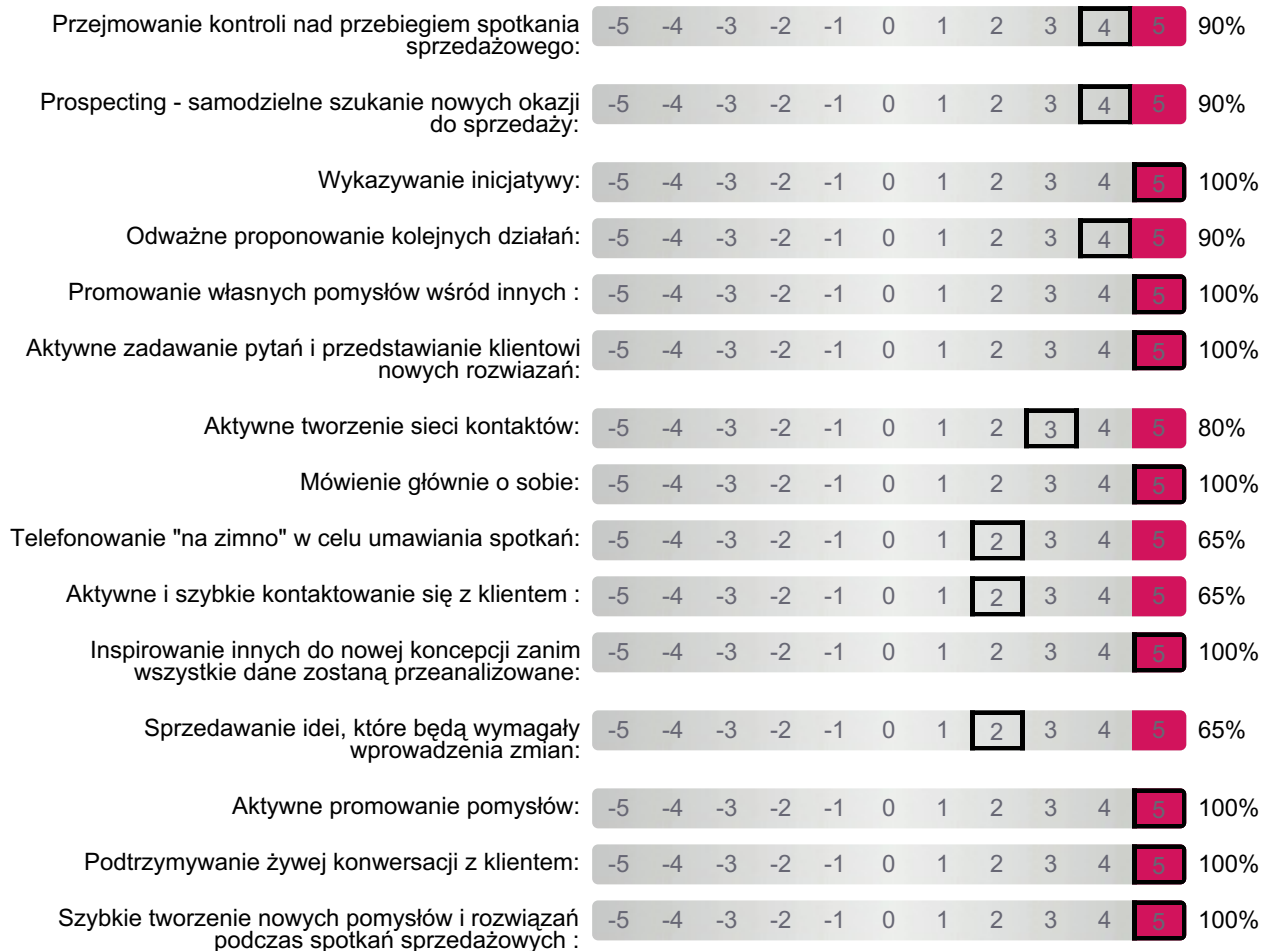 Przejmowanie kontroli nad przebiegiem spotkania
sprzedażowego:
-5 -4 -3 -2 -1 0 1 2 3 4 5 90%
Prospecting - samodzielne szukanie nowych okazji
do sprzedaży:
-5 -4 -3 -2 -1 0 1 2 3 4 5 90%
Wykazywanie inicjatywy: -5 -4 -3 -2 -1 0 1 2 3 4 5 100%
Odważne proponowanie kolejnych działań: -5 -4 -3 -2 -1 0 1 2 3 4 5 90%
Promowanie własnych pomysłów wśród innych : -5 -4 -3 -2 -1 0 1 2 3 4 5 100%
Aktywne zadawanie pytań i przedstawianie klientowi
nowych rozwiazań:
-5 -4 -3 -2 -1 0 1 2 3 4 5 100%
Aktywne tworzenie sieci kontaktów: -5 -4 -3 -2 -1 0 1 2 3 4 5 80%
Mówienie głównie o sobie: -5 -4 -3 -2 -1 0 1 2 3 4 5 100%
Telefonowanie "na zimno" w celu umawiania spotkań: -5 -4 -3 -2 -1 0 1 2 3 4 5 65%
Aktywne i szybkie kontaktowanie się z klientem : -5 -4 -3 -2 -1 0 1 2 3 4 5 65%
Inspirowanie innych do nowej koncepcji zanim
wszystkie dane zostaną przeanalizowane:
-5 -4 -3 -2 -1 0 1 2 3 4 5 100%
Sprzedawanie idei, które będą wymagały
wprowadzenia zmian:
-5 -4 -3 -2 -1 0 1 2 3 4 5 65%
Aktywne promowanie pomysłów: -5 -4 -3 -2 -1 0 1 2 3 4 5 100%
Podtrzymywanie żywej konwersacji z klientem: -5 -4 -3 -2 -1 0 1 2 3 4 5 100%
Szybkie tworzenie nowych pomysłów i rozwiązań
podczas spotkań sprzedażowych :
-5 -4 -3 -2 -1 0 1 2 3 4 5 100%